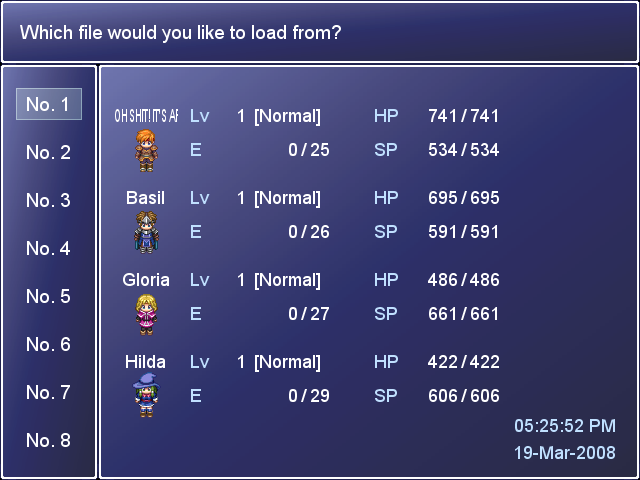 Which file would you like to load from?
No. 1
No. 2
No. 3
No. 4
No. 5
No. 6
No. 7
No. 8
OH SHIT! IT'S Lv 1 [Normal] HP 741/741
E 0/25 SP 534/534
Basil Lv 1 [Normal] HP 695/695
E 0/26 SP 591/591
Gloria Lv 1 [Normal] HP 486/486
E 0/27 SP 661/661
Hilda Lv 1 [Normal] HP 422/422
E 0/29 SP 606/606
05:25:52 PM
19-Mar-2008